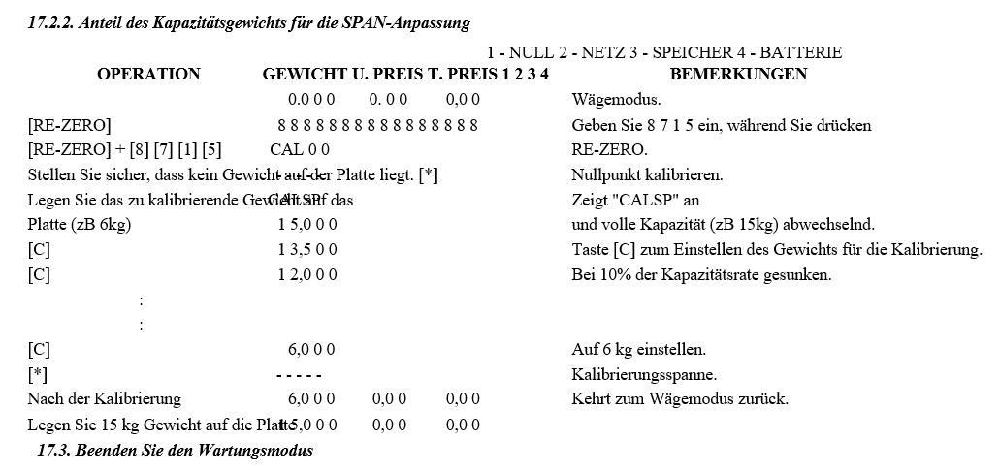 17.2.2. Anteil des Kapazitätsgewichts für die SPAN-Anpassung
1 - NULL 2 - NETZ 3 - SPEICHER 4 - BATTERIE
OPERATION GEWICHT U. PREIS T. PREIS 1 2 3 4 BEMERKUNGEN
0.0 0 0 0. 0 0 0,0 0 Wägemodus.
[RE-ZERO] 8 8 8 8 8 8 8 8 8 8 8 8 8 8 8 8 Geben Sie 8 7 1 5 ein, während Sie drücken
[RE-ZERO] + [8] [7] [1] [5] CAL 0 0 RE-ZERO.
Stellen Sie sicher, dass kein Gewicht auf der Platte liegt. [*] - - - - - Nullpunkt kalibrieren.
Legen Sie das zu kalibrierende Gewicht auf das CALSP Zeigt "CALSP" an
Platte (zB 6kg) 1 5,0 0 0 und volle Kapazität (zB 15kg) abwechselnd.
[C] 1 3,5 0 0 Taste [C] zum Einstellen des Gewichts für die Kalibrierung.
[C] 1 2,0 0 0 Bei 10% der Kapazitätsrate gesunken.
:
:
[C] 6,0 0 0 Auf 6 kg einstellen.
[*] - - - - - Kalibrierungsspanne.
Nach der Kalibrierung 6,0 0 0 0,0 0 0,0 0 Kehrt zum Wägemodus zurück.
Legen Sie 15 kg Gewicht auf die Platte 1 5,0 0 0 0,0 0 0,0 0
17.3. Beenden Sie den Wartungsmodus